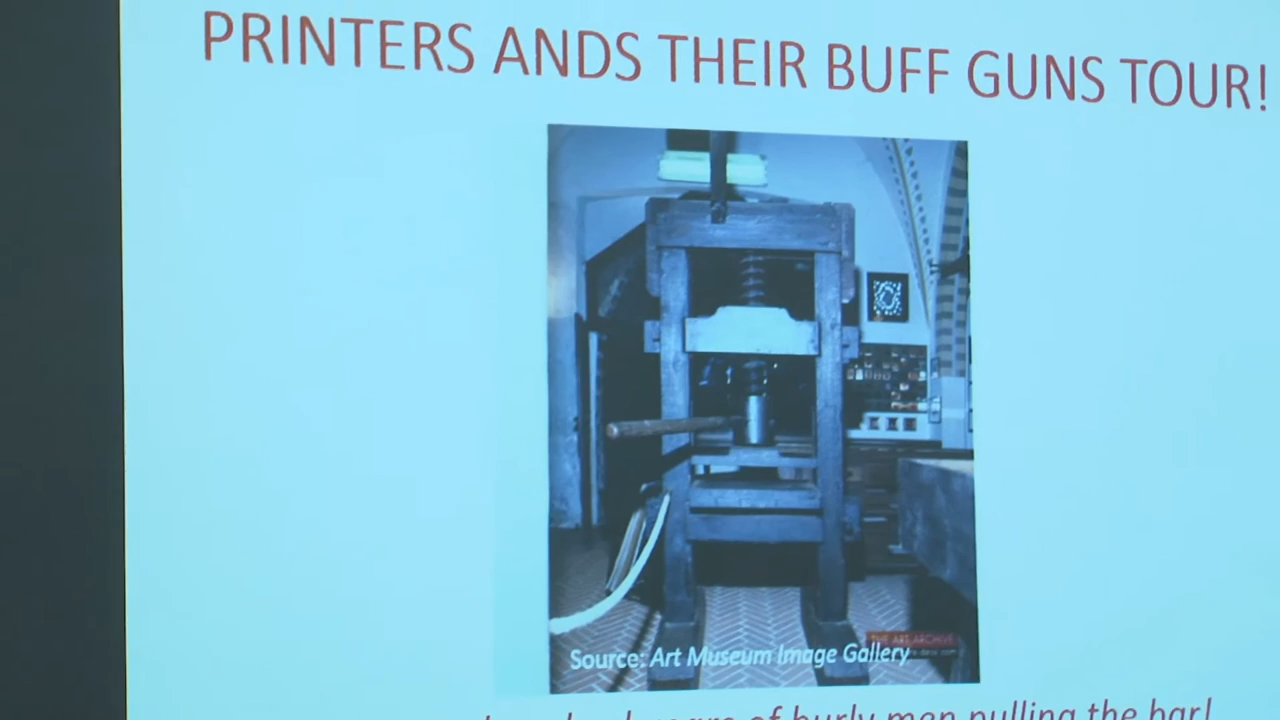 PRINTERS ANDS THEIR BUFF GUNS TOUR!
THE ART ARCHIVE
Source: Art Museum Image Gallery
of burly men pulling the bar!